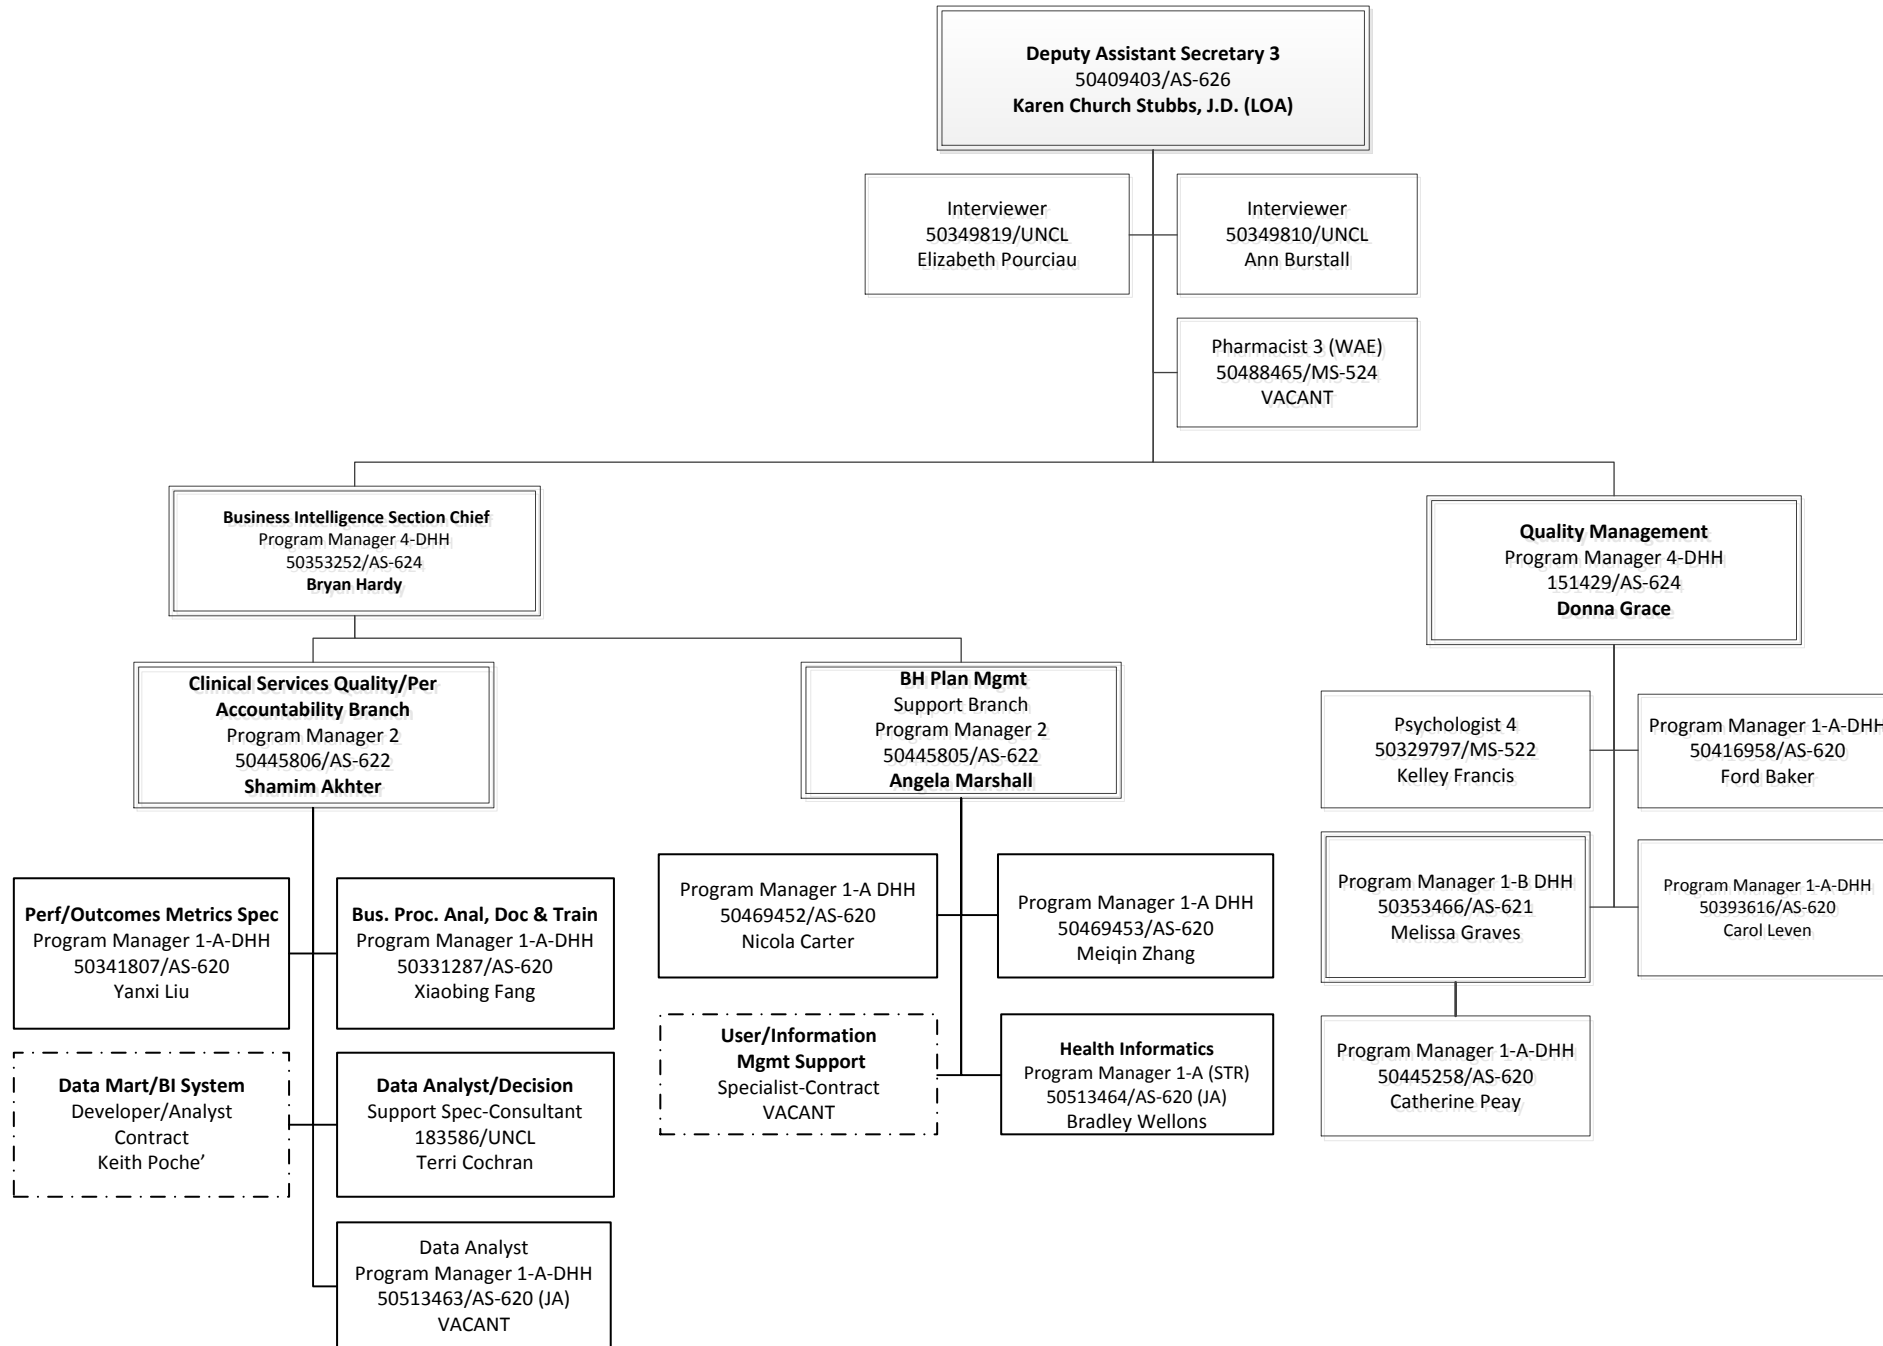 Deputy Assistant Secretary 3
50409403/AS-626
Karen Church Stubbs, J.D. (LOA)
Interviewer
50349819/UNCL
Elizabeth Pourciau
Interviewer
50349810/UNCL
Ann Burstall
Pharmacist 3 (WAE)
50488465/MS-524
VACANT
Business Intelligence Section Chief
Program Manager 4-DHH
50353252/AS-624
Bryan Hardy
Quality Management
Program Manager 4-DHH
151429/AS-624
Donna Grace
Clinical Services Quality/Per
Accountability Branch
Program Manager 2
50445806/AS-622
Shamim Akhter
BH Plan Mgmt
Support Branch
Program Manager 2
50445805/AS-622
Angela Marshall
Psychologist 4
50329797/MS-522
Kelley Francis
Program Manager 1-A-DHH
50416958/AS-620
Ford Baker
Perf/Outcomes Metrics Spec
Program Manager 1-A-DHH
50341807/AS-620
Yanxi Liu
Bus. Proc. Anal, Doc & Train
Program Manager 1-A-DHH
50331287/AS-620
Xiaobing Fang
Program Manager 1-A DHH
50469452/AS-620
Nicola Carter
Program Manager 1-A DHH
50469453/AS-620
Meiqin Zhang
Program Manager 1-B DHH
50353466/AS-621
Melissa Graves
Program Manager 1-A-DHH
50393616/AS-620
Carol Leven
Data Mart/BI System
Developer/Analyst
Contract
Keith Poche’
Data Analyst/Decision
Support Spec-Consultant
183586/UNCL
Terri Cochran
User/Information
Mgmt Support
Specialist-Contract
VACANT
Health Informatics
Program Manager 1-A (STR)
50513464/AS-620 (JA)
Bradley Wellons
Program Manager 1-A-DHH
50445258/AS-620
Catherine Peay
Data Analyst
Program Manager 1-A-DHH
50513463/AS-620 (JA)
VACANT